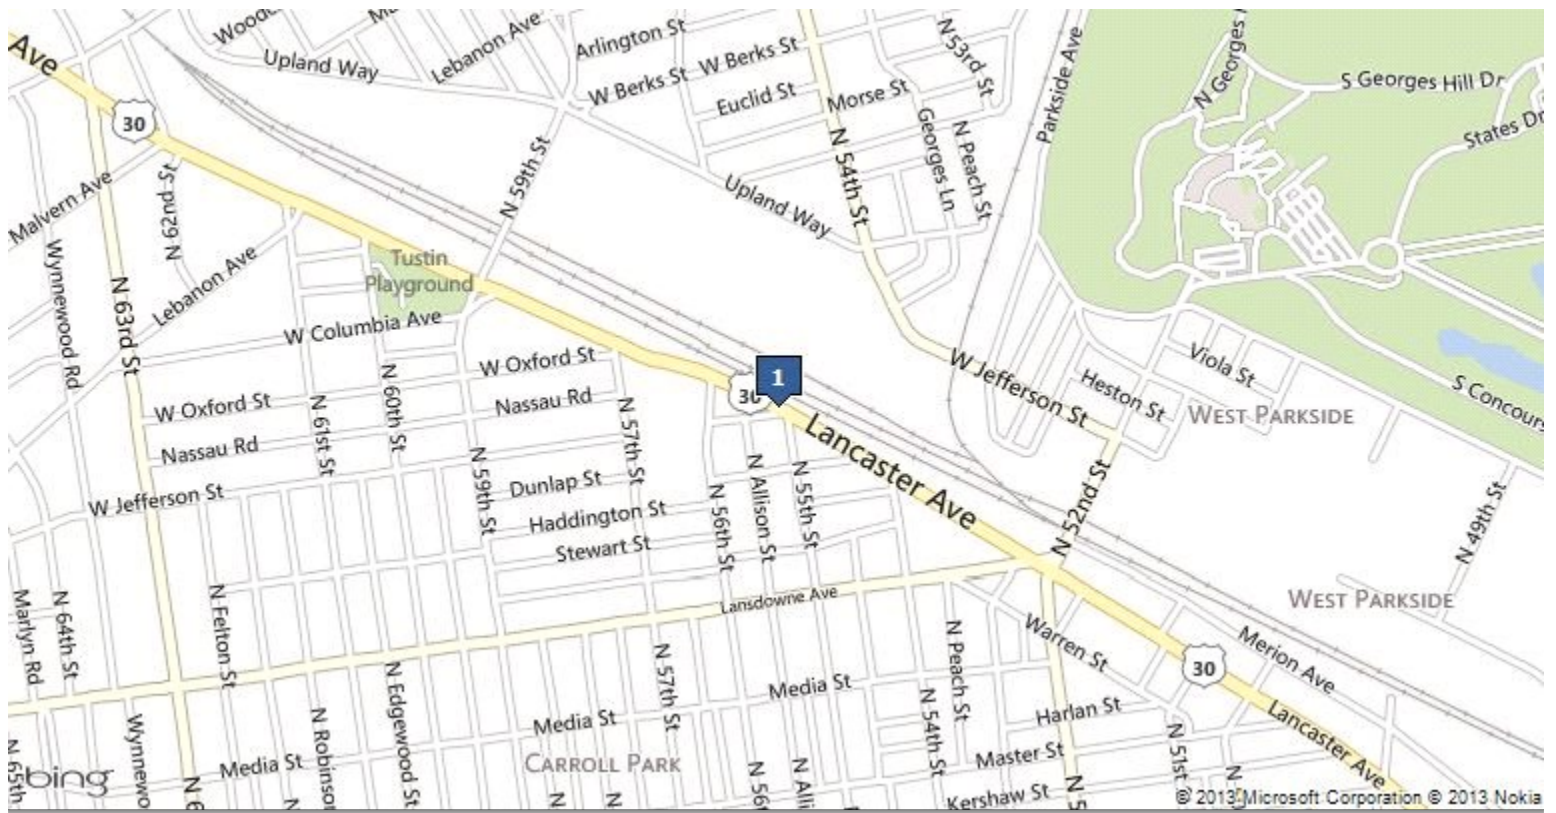 Ave
30
Upland Way
Lebanon Ave
Arlington St
W Berks St
W Berks St
Euclid St
Morse St
N 53rd St
Parkside Ave
N Georges
S Georges Hill Dr
States Dr
Georges Ln
N Peach St
N 54th St
Upland Way
N 59th St
Malvern Ave
N 62nd St
Wynnewood Rd
N 63rd St
Lebanon Ave
Tustin
Playground
W Columbia Ave
W Oxford St
W Oxford St
Nassau Rd
Nassau Rd
N 60th St
N 61st St
N 57th St
N 59th St
W Jefferson St
Dunlap St
Haddington St
Stewart St
30
1
Lancaster Ave
N 56th St
N Allison St
N 55th St
W Jefferson St
Heston St
Viola St
WEST PARKSIDE
S Concours
N 52nd St
N 49th St
WEST PARKSIDE
Lansdowne Ave
Marlyn Rd
N 64th St
N Felton St
N Edgewood St
N Robinson
N 57th St
Media St
Media St
Media St
N Peach St
N 54th St
Warren St
30
Merion Ave
Lancaster Ave
Harlan St
Master St
Kershaw St
N 51st
CARROLL PARK
N 65th St
Wynnewo
N 6
N
N
N
N 56t
N Alli
N 5
N
bing
© 2013 Microsoft Corporation © 2013 Nokia